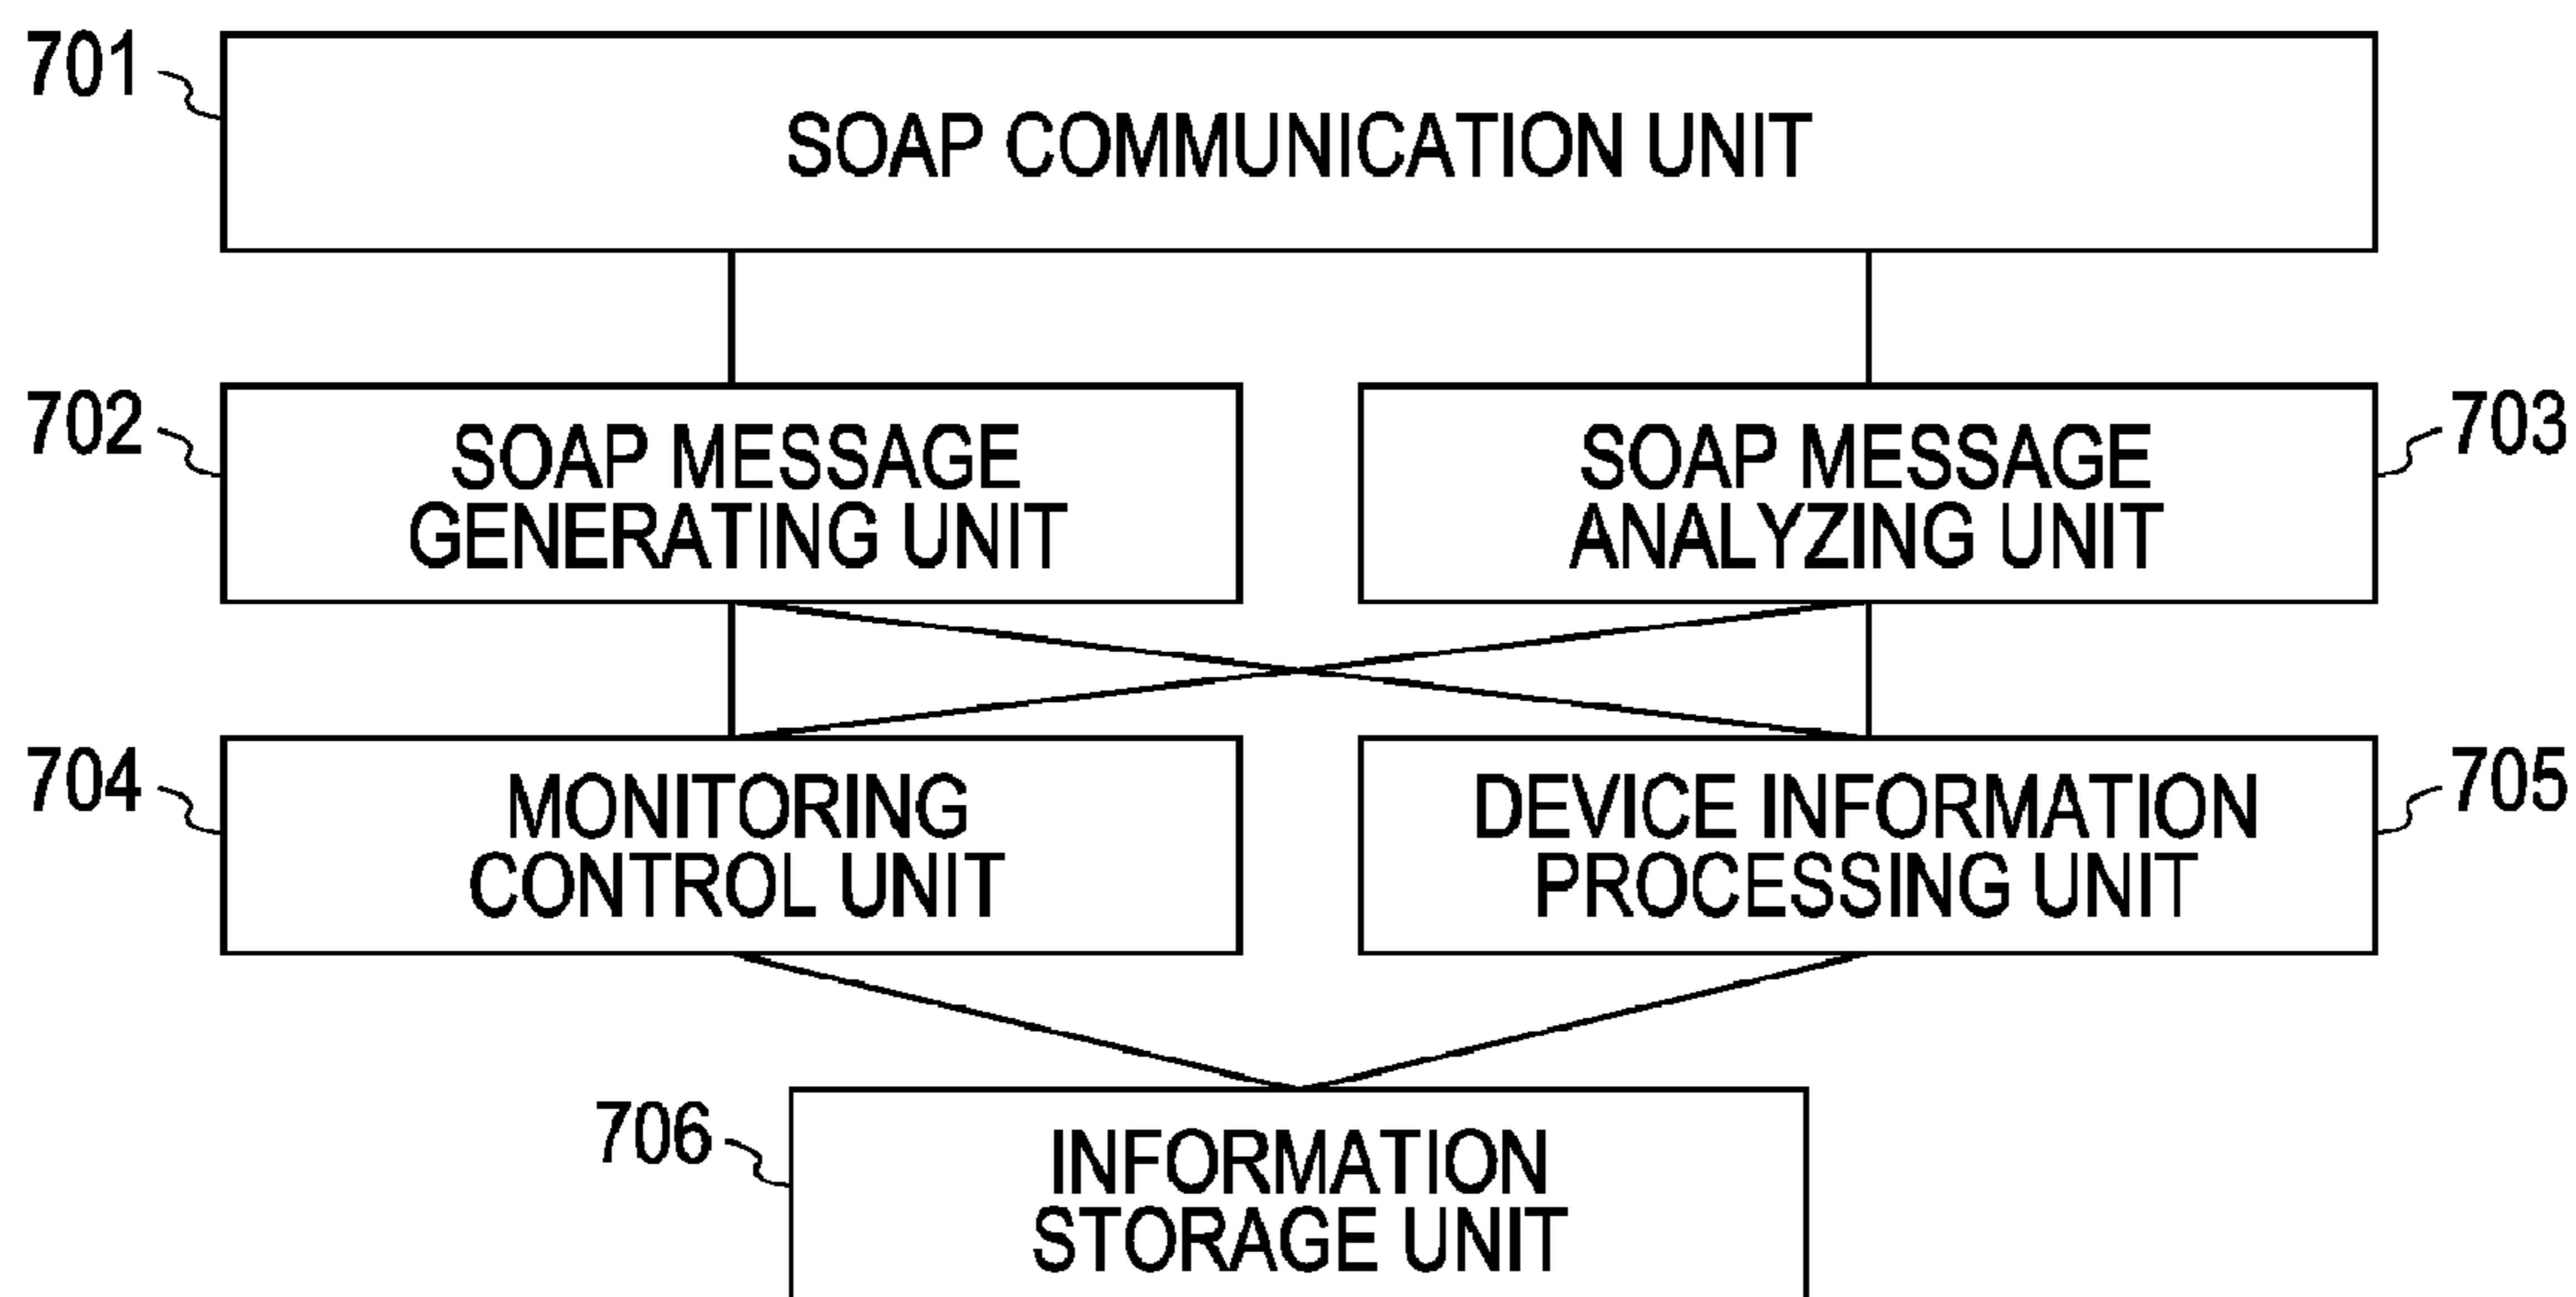 701
SOAP COMMUNICATION UNIT
702
SOAP MESSAGE
GENERATING UNIT
SOAP MESSAGE
ANALYZING UNIT
703
704
MONITORING
CONTROL UNIT
DEVICE INFORMATION
PROCESSING UNIT
705
706
INFORMATION
STORAGE UNIT